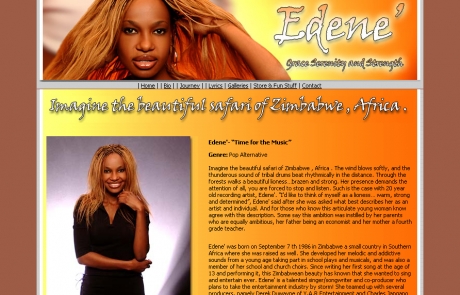 Edene'
Grace Serenity and Strength
| Home | | Bio | | Journey | | Lyrics | Galleries | Store & Fun Stuff | Contact
Imagine the beautiful safari of Zimbabwe , Africa .
Edene'- "Time for the Music"
Genre: Pop Alternative
Imagine the beautiful safari of Zimbabwe , Africa . The wind blows softly, and the
thunderous sound of tribal drums beat rhythmically in the distance. Through the
forests walks a beautiful lioness...brazen and strong. Her presence demands the
attention of all, you are forced to stop and listen. Such is the case with 20 year
old recording artist, Edene'. "I'd like to think of myself as a lioness... warm, strong
and determined", Edene' said after she was asked what best describes her as an
artist and individual. And for those who know this articulate young woman know
agree with this description. Some say this ambition was instilled by her parents
who are equally ambitious, her father being an economist and her mother a fourth
grade teacher.
Edene' was born on September 7 th 1986 in Zimbabwe a small country in Southern
Africa where she was raised as well. She developed her melodic and addictive
sounds from a young age taking part in school plays and musicals, and was also a
member of her school and church choirs. Since writing her first song at the age of
13 and performing it, this Zimbabwean beauty has known that she wanted to sing
and entertain ever. Edene' is a talented singer/songwriter and co-producer who
plans to take the entertainment industry by storm! She teamed up with several
producers, namely Derek Duwayne of J & R Entertainment and Charles